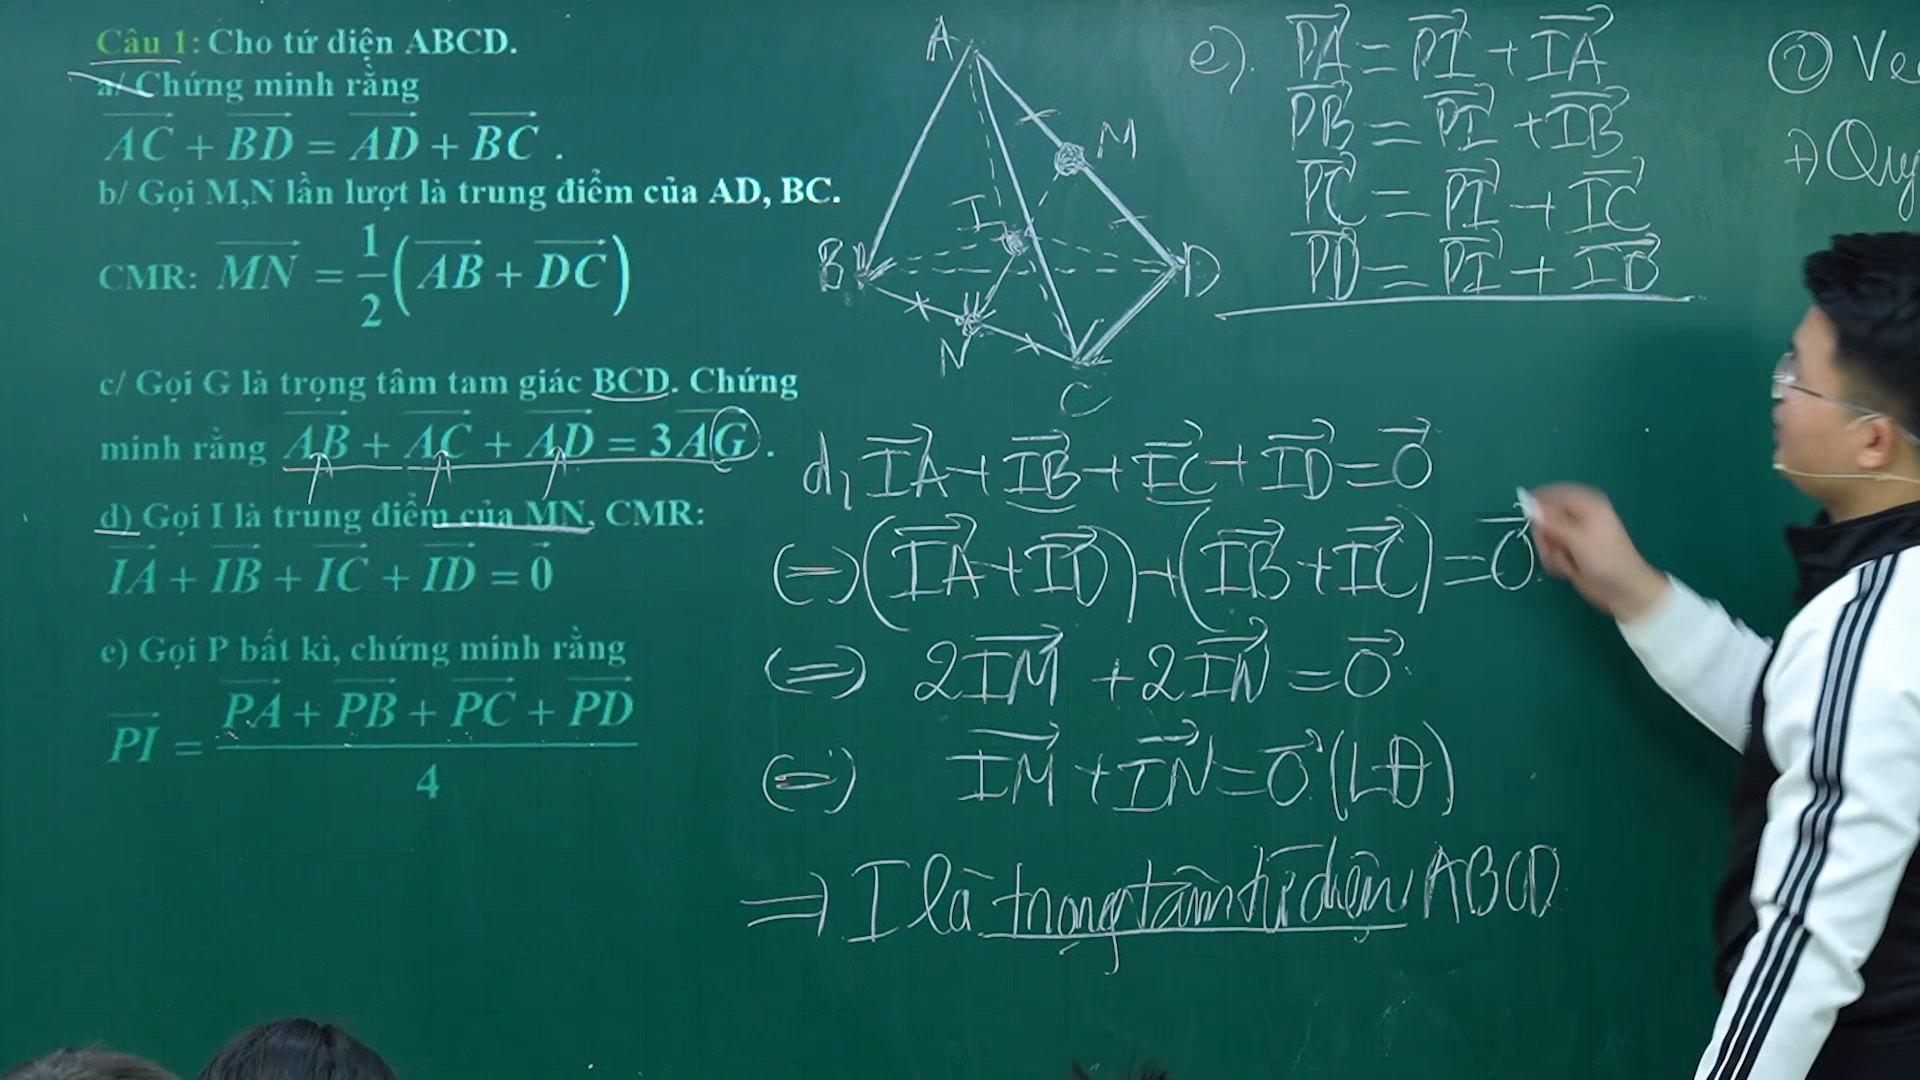 Câu 1: Cho tứ diện ABCD.
a/ Chứng minh rằng
AC + BD = AD + BC .
b/ Gọi M,N lần lượt là trung điểm của AD, BC.
CMR: MN = 1/2 (AB + DC)
c/ Gọi G là trọng tâm tam giác BCD. Chứng
minh rằng AB + AC + AD = 3AG .
d) Gọi I là trung điểm của MN. CMR:
IA + IB + IC + ID = 0
e) Gọi P bất kì, chứng minh rằng
PI = (PA + PB + PC + PD)/4
A
M
I
B
D
N
C
e). PA = PI + IA
PB = PI + IB
PC = PI + IC
PD = PI + ID
d, IA + IB + IC + ID = 0
(=) (IA + ID) + (IB + IC) = 0
(=) 2IM + 2IN = 0
(=) IM + IN = 0 (LĐ)
=> I là trọng tâm tứ diện ABCD
② Ve
+) Quy